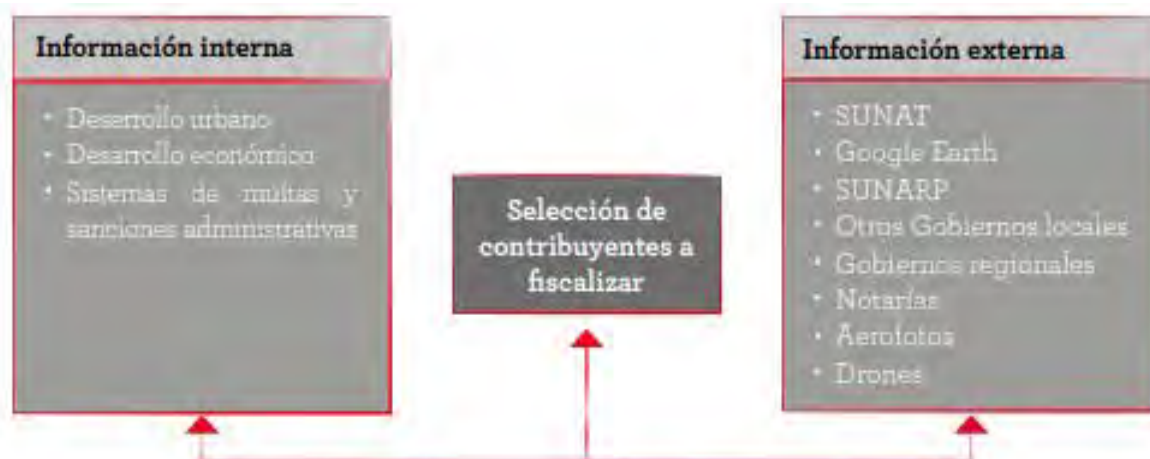 Información interna
• Desarrollo urbano
• Desarrollo económico
• Sistemas de multas y
sanciones administrativas
Selección de
contribuyentes a
fiscalizar
Información externa
• SUNAT
• Google Earth
• SUNARP
• Otros Gobiernos locales
• Gobiernos regionales
• Notarías
• Aerofotos
• Drones